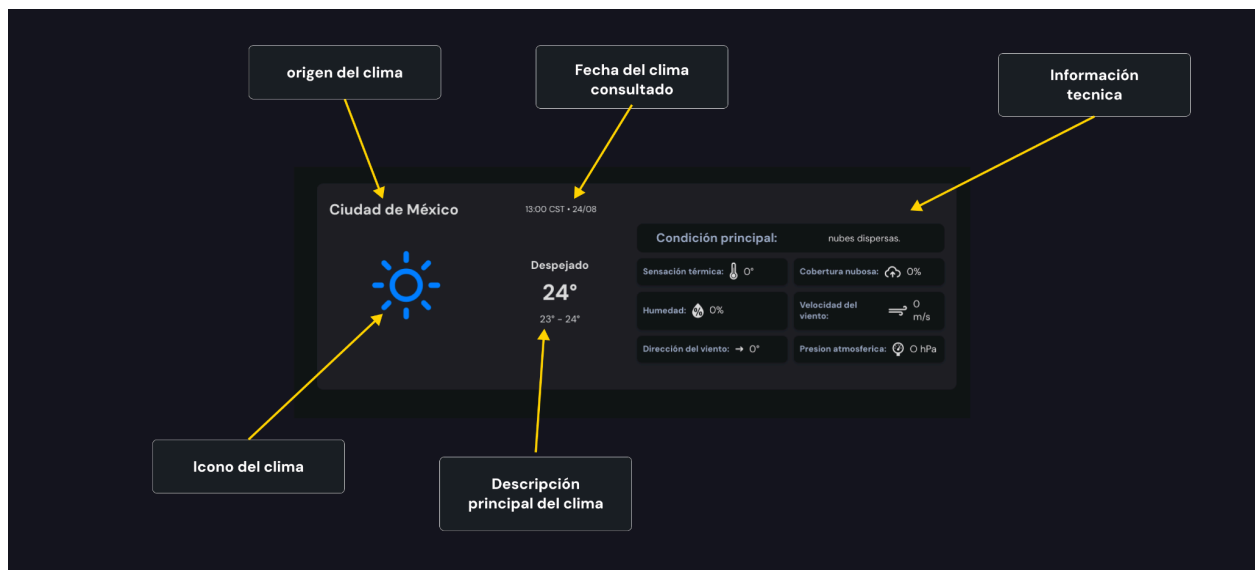 origen del clima
Fecha del clima
consultado
Información
tecnica
Ciudad de México
13:00 CST • 24/08
Despejado
24°
23° - 24°
Condición principal: nubes dispersas.
Sensación térmica: 0°
Cobertura nubosa: 0%
Humedad: 0%
Velocidad del
viento:
0
m/s
Dirección del viento: → 0°
Presion atmosferica: 0 hPa
Icono del clima
Descripción
principal del clima